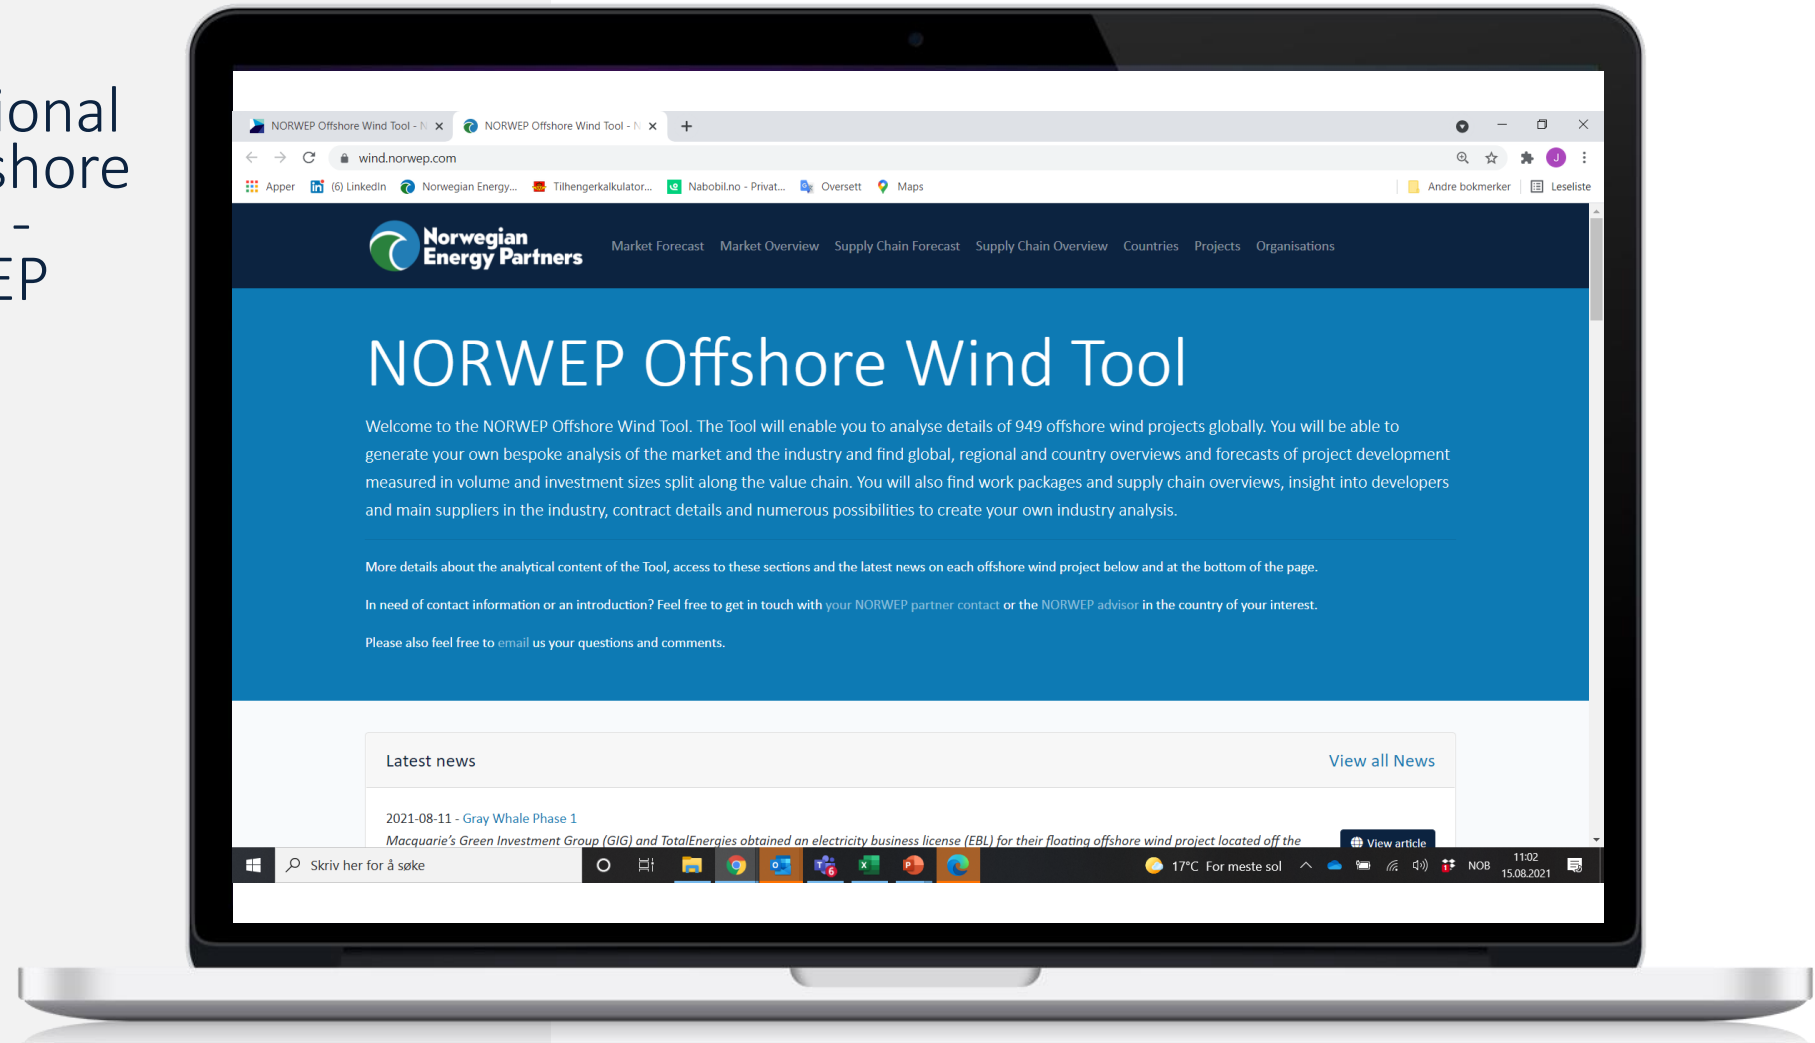 ional
shore
-
EP
NORWEP Offshore Wind Tool - N
NORWEP Offshore Wind Tool - N
wind.norwep.com
J
Apper
(6) LinkedIn
Norwegian Energy...
Tilhengerkalkulator...
Nabobil.no - Privat...
Oversett
Maps
Andre bokmerker
Leseliste
Norwegian
Energy Partners
Market Forecast Market Overview Supply Chain Forecast Supply Chain Overview Countries Projects Organisations
NORWEP Offshore Wind Tool
Welcome to the NORWEP Offshore Wind Tool. The Tool will enable you to analyse details of 949 offshore wind projects globally. You will be able to
generate your own bespoke analysis of the market and the industry and find global, regional and country overviews and forecasts of project development
measured in volume and investment sizes split along the value chain. You will also find work packages and supply chain overviews, insight into developers
and main suppliers in the industry, contract details and numerous possibilities to create your own industry analysis.
More details about the analytical content of the Tool, access to these sections and the latest news on each offshore wind project below and at the bottom of the page.
In need of contact information or an introduction? Feel free to get in touch with your NORWEP partner contact or the NORWEP advisor in the country of your interest.
Please also feel free to email us your questions and comments.
Latest news
View all News
2021-08-11 - Gray Whale Phase 1
Macquarie's Green Investment Group (GIG) and TotalEnergies obtained an electricity business license (EBL) for their floating offshore wind project located off the
View article
Skriv her for å søke
6
17°C For meste sol
NOB
11:02
15.08.2021